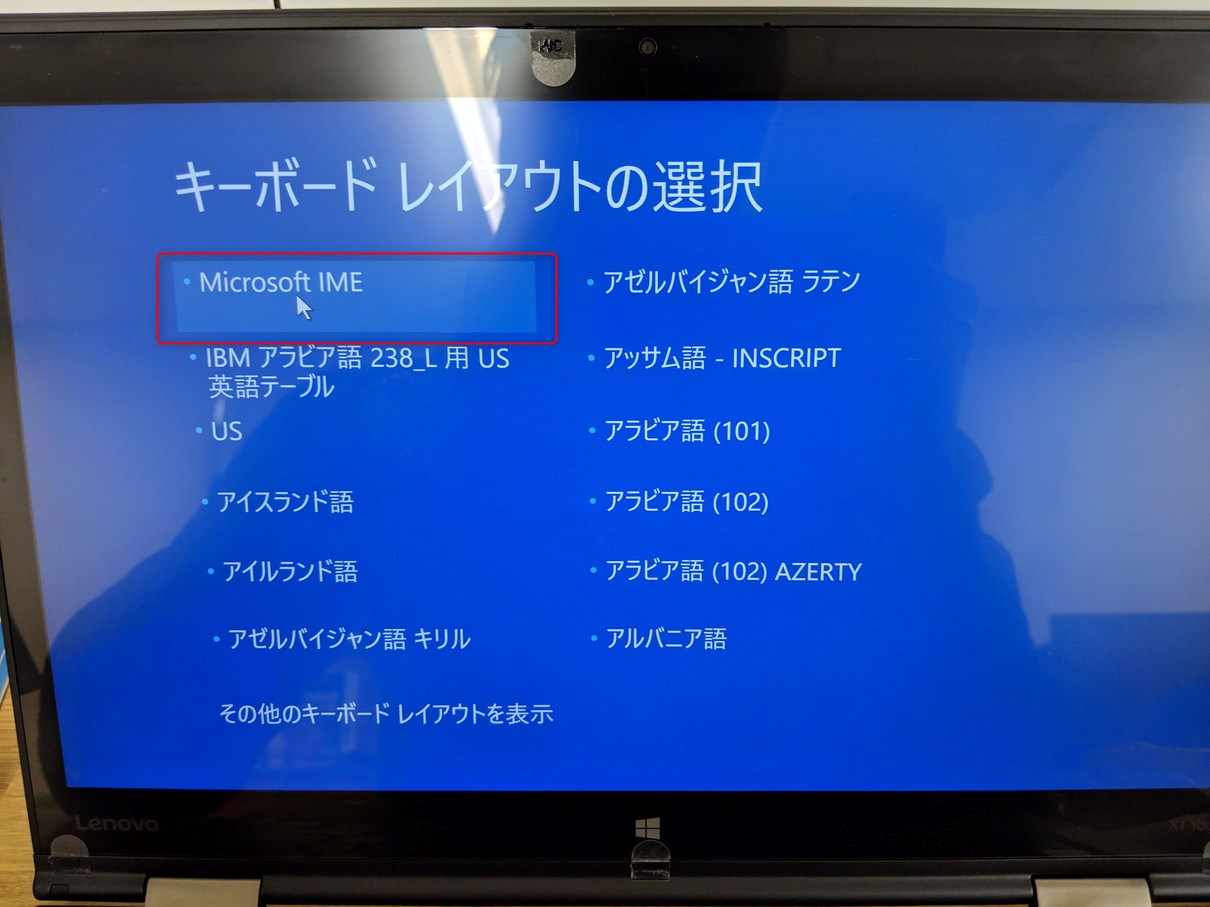 キーボード レイアウトの選択
Microsoft IME
IBM アラビア語 238_L 用 US
英語テーブル
US
アイスランド語
アイルランド語
アゼルバイジャン語 キリル
アゼルバイジャン語 ラテン
アッサム語 - INSCRIPT
アラビア語 (101)
アラビア語 (102)
アラビア語 (102) AZERTY
アルバニア語
その他のキーボード レイアウトを表示
Lenovo